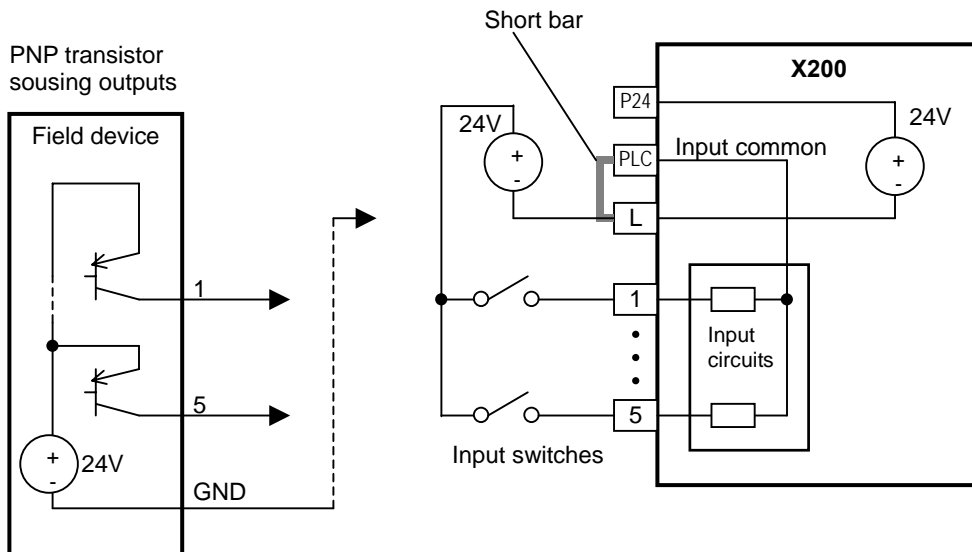 PNP transistor
sousing outputs
Field device
1
5
+
-
24V
GND
Short bar
X200
24V
+
-
P24
PLC
L
Input common
24V
+
-
1
5
Input
circuits
Input switches